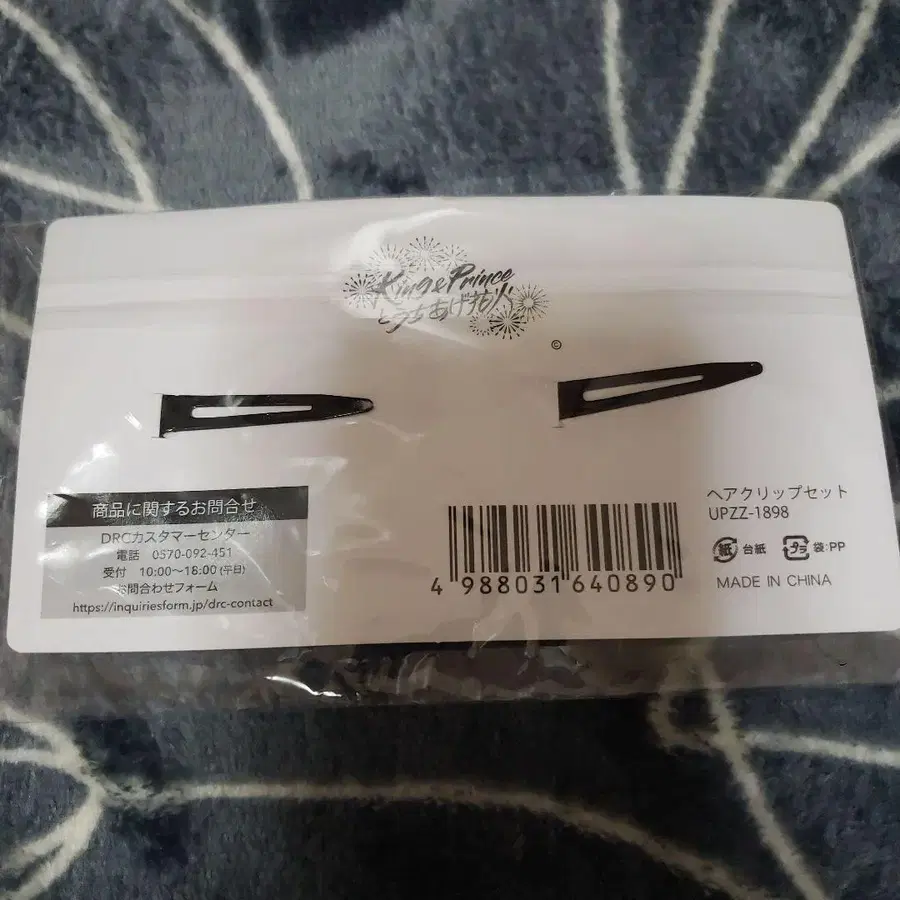 King & Prince
とうちあげ花火
©
商品に関するお問合せ
DRCカスタマーセンター
電話 0570-092-451
受付 10:00〜18:00(平日)
お問合わせフォーム
https://inquiriesform.jp/drc-contact
4 988031 640890
ヘアクリップセット
UPZZ-1898
紙 台紙 プラ 袋:PP
MADE IN CHINA